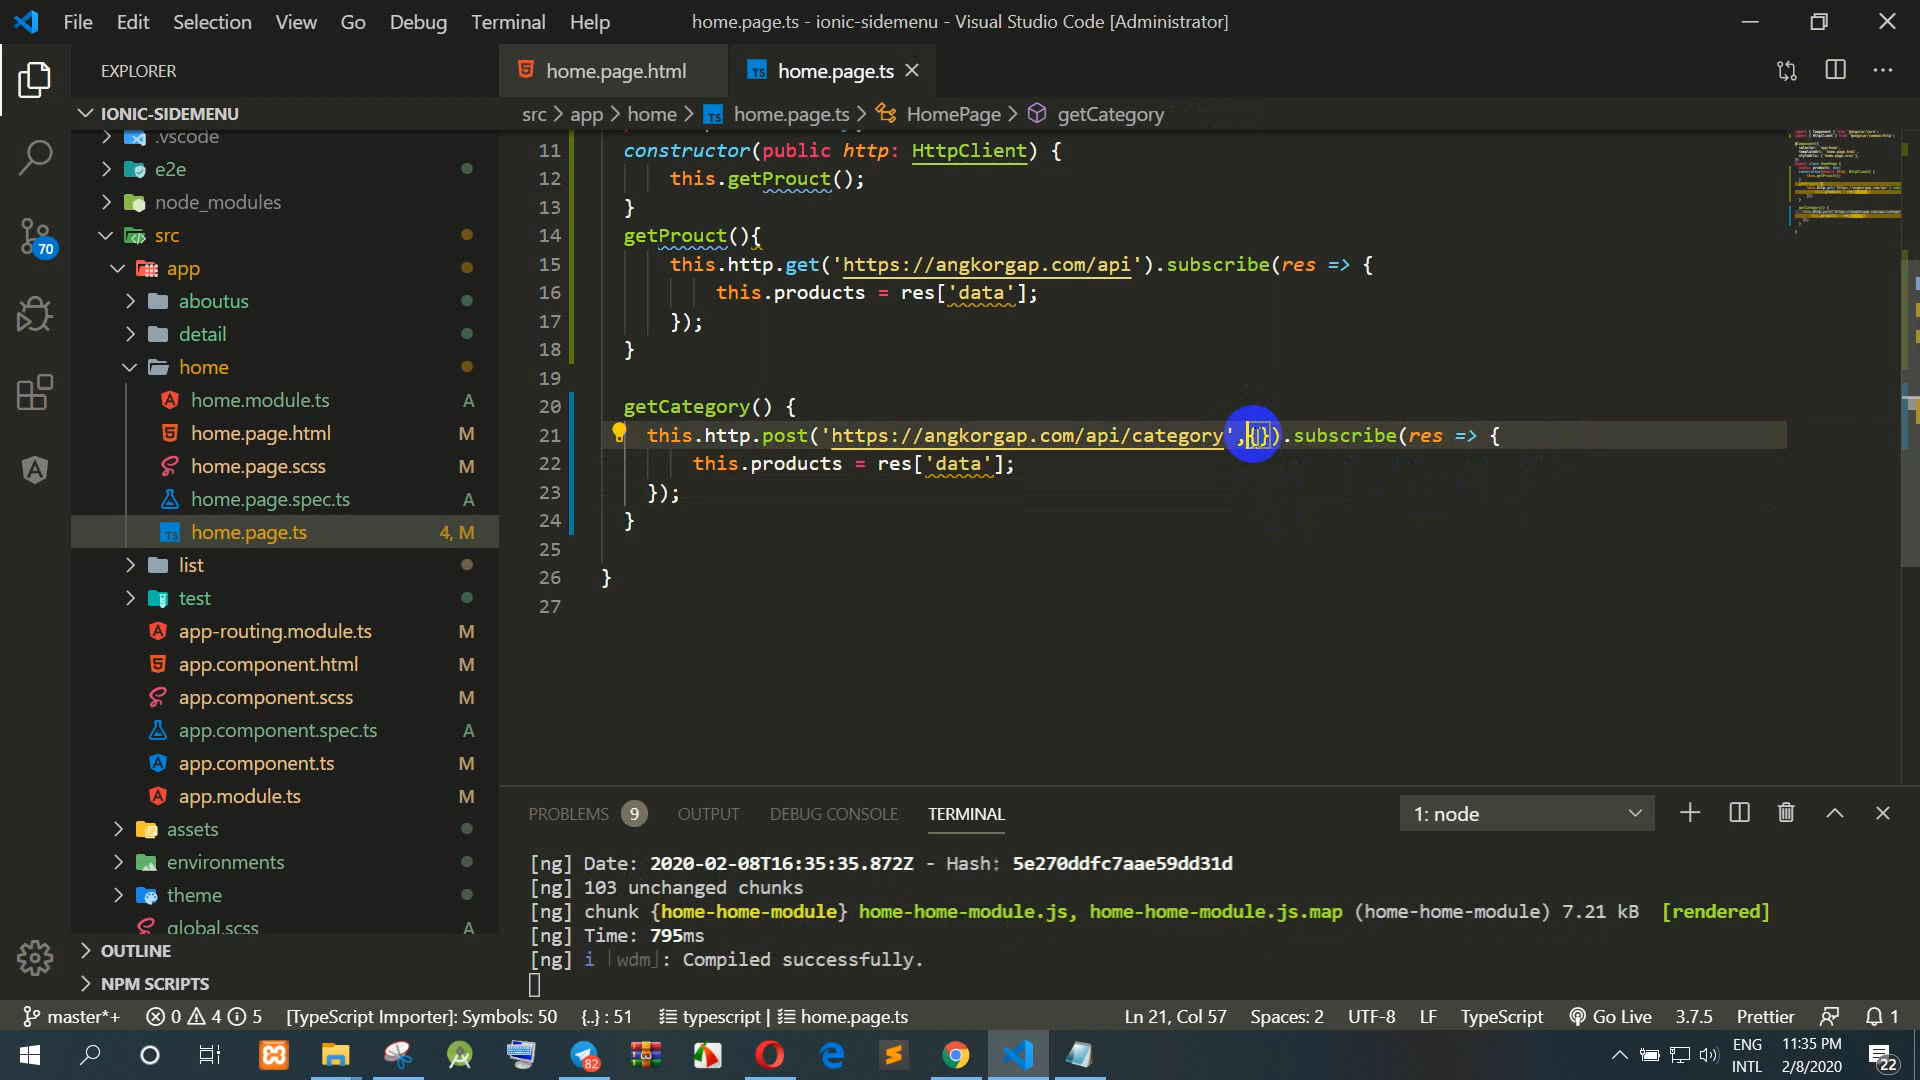 File Edit Selection View Go Debug Terminal Help home.page.ts - ionic-sidemenu - Visual Studio Code [Administrator]
EXPLORER
IONIC-SIDEMENU
.vscode
e2e
node_modules
src
app
aboutus
detail
home
home.module.ts A
home.page.html M
home.page.scss M
home.page.spec.ts A
home.page.ts 4, M
list
test
app-routing.module.ts M
app.component.html M
app.component.scss M
app.component.spec.ts A
app.component.ts M
app.module.ts M
assets
environments
theme
global.scss A
OUTLINE
NPM SCRIPTS
70
home.page.html home.page.ts
src > app > home > home.page.ts > HomePage > getCategory
11 constructor(public http: HttpClient) {
12 this.getProuct();
13 }
14 getProuct(){
15 this.http.get('https://angkorgap.com/api').subscribe(res => {
16 this.products = res['data'];
17 });
18 }
19
20 getCategory() {
21 this.http.post('https://angkorgap.com/api/category',{}).subscribe(res => {
22 this.products = res['data'];
23 });
24 }
25
26 }
27
PROBLEMS 9 OUTPUT DEBUG CONSOLE TERMINAL 1: node
[ng] Date: 2020-02-08T16:35:35.872Z - Hash: 5e270ddfc7aae59dd31d
[ng] 103 unchanged chunks
[ng] chunk {home-home-module} home-home-module.js, home-home-module.js.map (home-home-module) 7.21 kB [rendered]
[ng] Time: 795ms
[ng] i ｢wdm｣: Compiled successfully.
master*+ 0 4 5 [TypeScript Importer]: Symbols: 50 {..} : 51 typescript | home.page.ts Ln 21, Col 57 Spaces: 2 UTF-8 LF TypeScript Go Live 3.7.5 Prettier 1
82
ENG
INTL
11:35 PM
2/8/2020
22